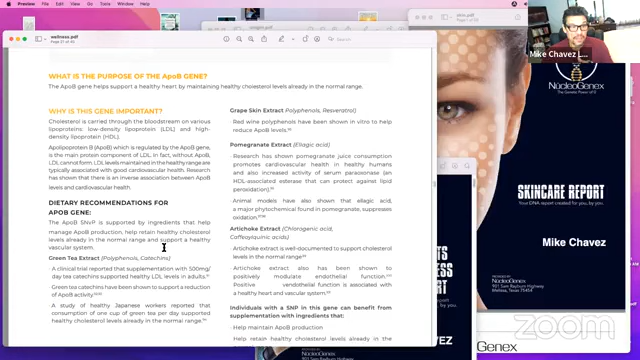 Preview File Edit View Go Tools Window Help
wellness.pdf
skin.pdf
WHAT IS THE PURPOSE OF THE ApoB GENE?
The ApoB gene helps support a healthy heart by maintaining healthy cholesterol levels already in the normal range.
WHY IS THIS GENE IMPORTANT?
Cholesterol is carried through the bloodstream on various
lipoproteins: low-density lipoprotein (LDL) and high-
density lipoprotein (HDL).
Apolipoprotein B (ApoB) which is regulated by the ApoB gene,
is the main protein component of LDL. In fact, without ApoB,
LDL cannot form. LDL levels maintained in the healthy range are
typically associated with good cardiovascular health. Research
has shown that there is an inverse association between ApoB
levels and cardiovascular health.
DIETARY RECOMMENDATIONS FOR
APOB GENE:
The ApoB SNvP is supported by ingredients that help
manage ApoB production, help retain healthy cholesterol
levels already in the normal range and support a healthy
vascular system.
Green Tea Extract (Polyphenols, Catechins)
· A clinical trial reported that supplementation with 500mg/
day tea catechins supported healthy LDL levels in adults.
· Green tea catechins have been shown to support a reduction
of ApoB activity.
· A study of healthy Japanese workers reported that
consumption of one cup of green tea per day supported
healthy cholesterol levels already in the normal range.
Grape Skin Extract (Polyphenols, Resveratrol)
· Red wine polyphenols have been shown in vitro to help
reduce ApoB levels.
Pomegranate Extract (Ellagic acid)
· Research has shown pomegranate juice consumption
promotes cardiovascular health in healthy humans
and also increased activity of serum paraoxonase (an
HDL-associated esterase that can protect against lipid
peroxidation).
· Animal models have also shown that ellagic acid,
a major phytochemical found in pomegranate, suppresses
oxidation.
Artichoke Extract (Chlorogenic acid,
Caffeoylquinic acids)
· Artichoke extract is well-documented to support cholesterol
levels in the normal range
· Artichoke extract also has been shown to
positively modulate endothelial function.
Positive vendothelial function is associated with
a healthy heart and vascular system.
Individuals with a SNP in this gene can benefit from
supplementation with ingredients that:
· Help maintain ApoB production
· Help retain healthy cholesterol levels already in the
Mike Chavez L...
NücleoGenex
The Genetic Power of E
SKINCARE REPORT
Your DNA report created for you.
Mike Chavez
NucleoGenex
901 Sam Rayburn Highway
Melissa, Texas 75454
Genex
zoom